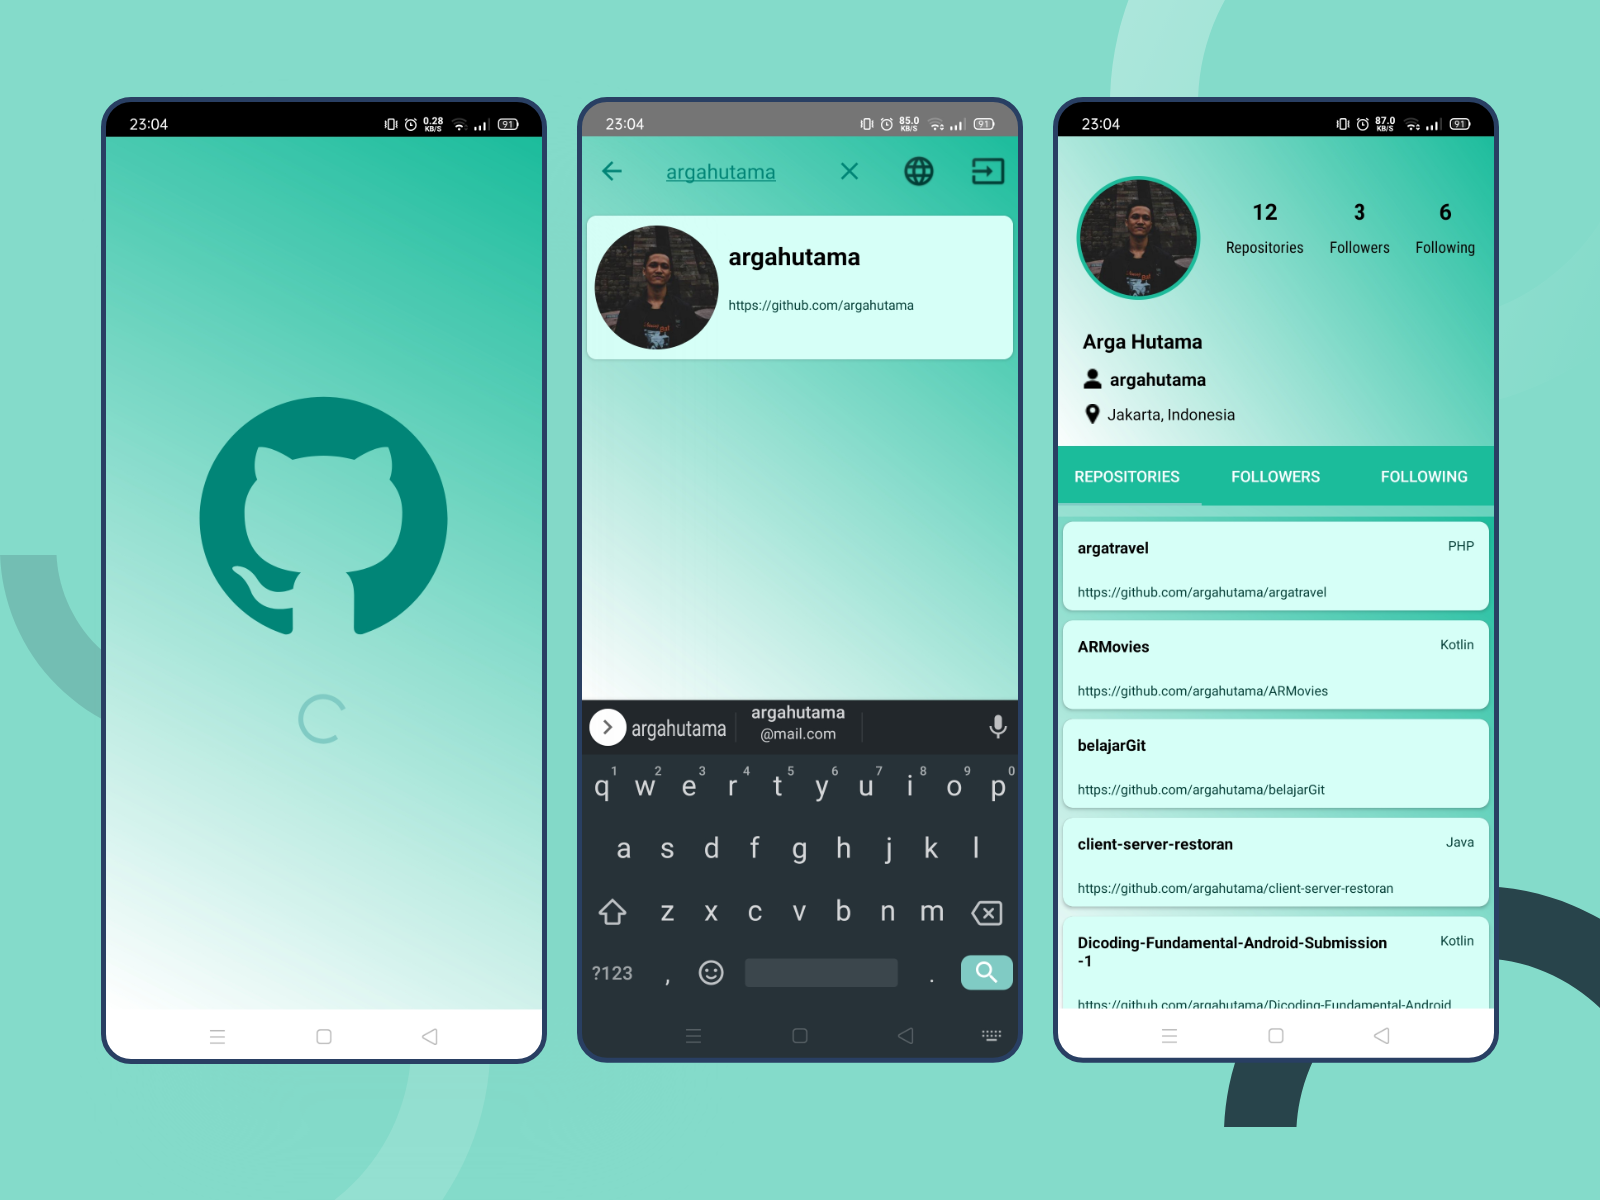 23:04
0.28
KB/S
91
23:04
85.0
KB/S
91
argahutama
argahutama
https://github.com/argahutama
argahutama
argahutama
@mail.com
1 2 3 4 5 6 7 8 9 0
q w e r t y u i o p
a s d f g h j k l
z x c v b n m
?123 , .
23:04
87.0
KB/S
91
12 3 6
Repositories Followers Following
Arga Hutama
argahutama
Jakarta, Indonesia
REPOSITORIES FOLLOWERS FOLLOWING
argatravel PHP
https://github.com/argahutama/argatravel
ARMovies Kotlin
https://github.com/argahutama/ARMovies
belajarGit
https://github.com/argahutama/belajarGit
client-server-restoran Java
https://github.com/argahutama/client-server-restoran
Dicoding-Fundamental-Android-Submission Kotlin
-1
https://github.com/argahutama/Dicoding-Fundamental-Android